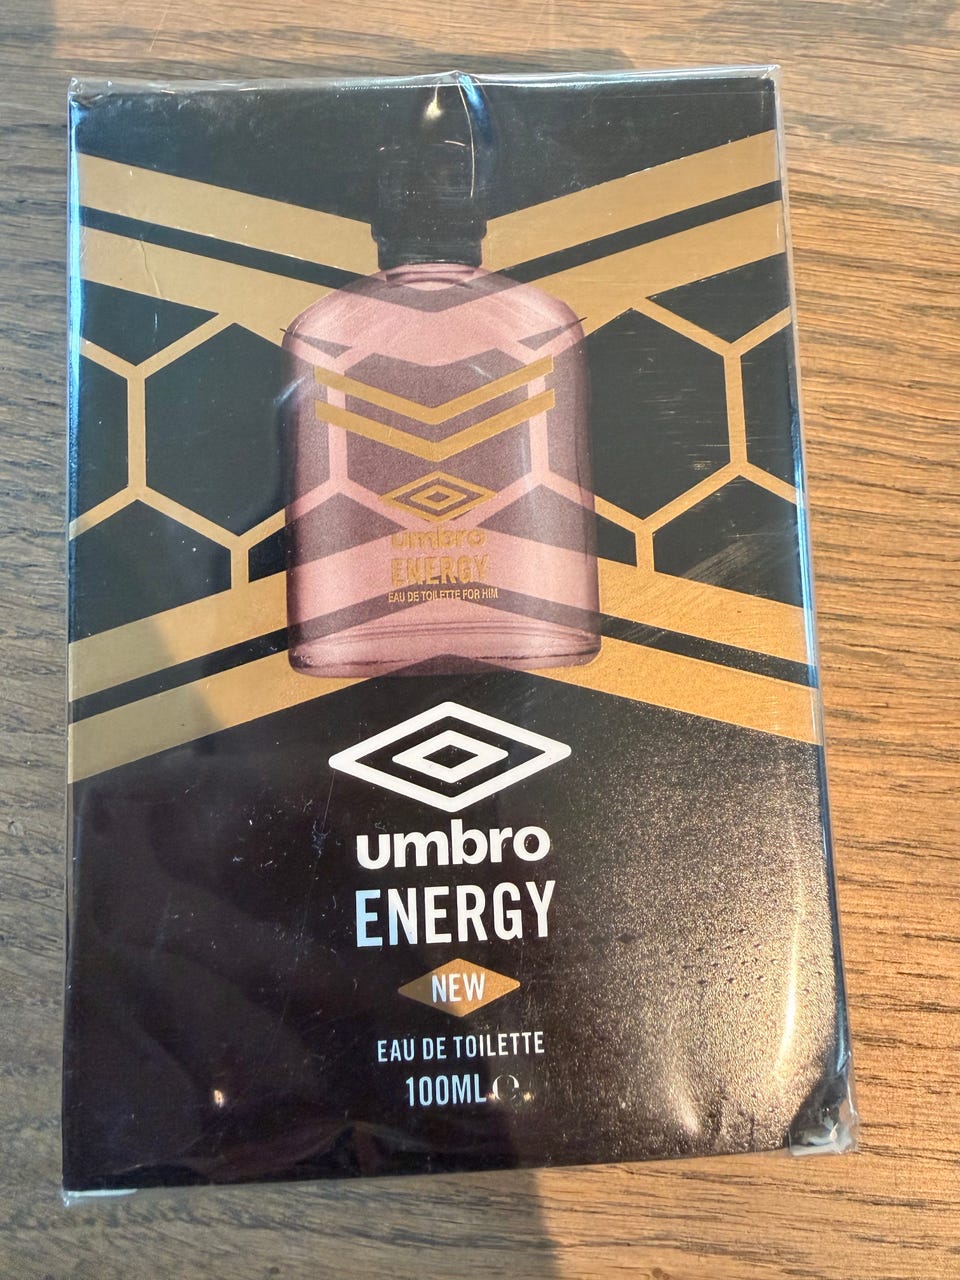 umbro
ENERGY
EAU DE TOILETTE FOR HIM
umbro
ENERGY
NEW
EAU DE TOILETTE
100ML ℮